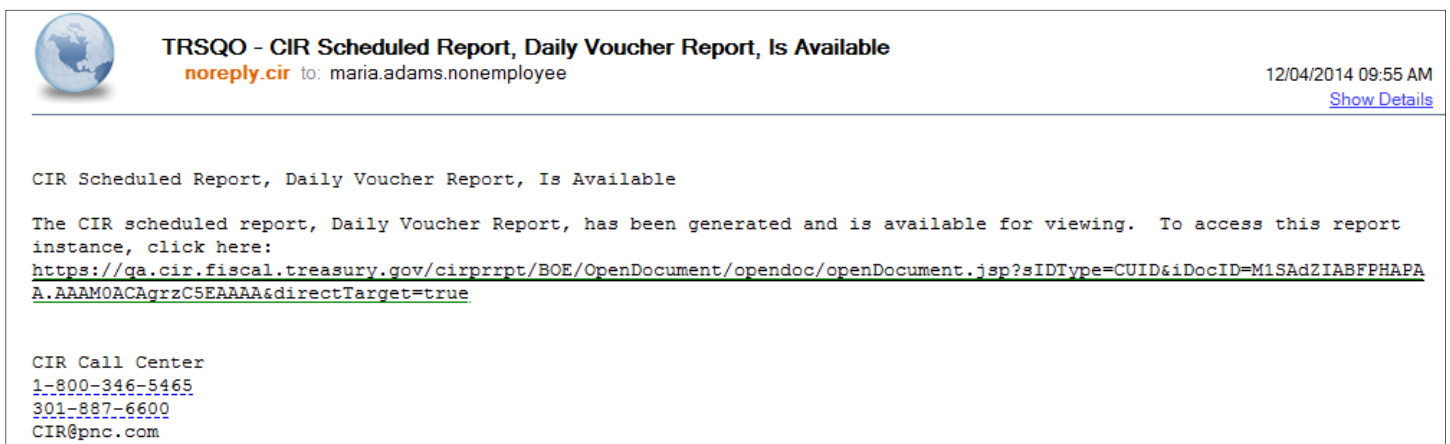 TRSQO - CIR Scheduled Report, Daily Voucher Report, Is Available
noreply.cir to: maria.adams.nonemployee
12/04/2014 09:55 AM
Show Details
CIR Scheduled Report, Daily Voucher Report, Is Available
The CIR scheduled report, Daily Voucher Report, has been generated and is available for viewing.  To access this report
instance, click here:
https://qa.cir.fiscal.treasury.gov/cirprrpt/BOE/OpenDocument/opendoc/openDocument.jsp?sIDType=CUID&iDocID=M1SAdZIABFPHAPA
A.AAAM0ACAgrzC5EAAAA&directTarget=true
CIR Call Center
1-800-346-5465
301-887-6600
CIR@pnc.com